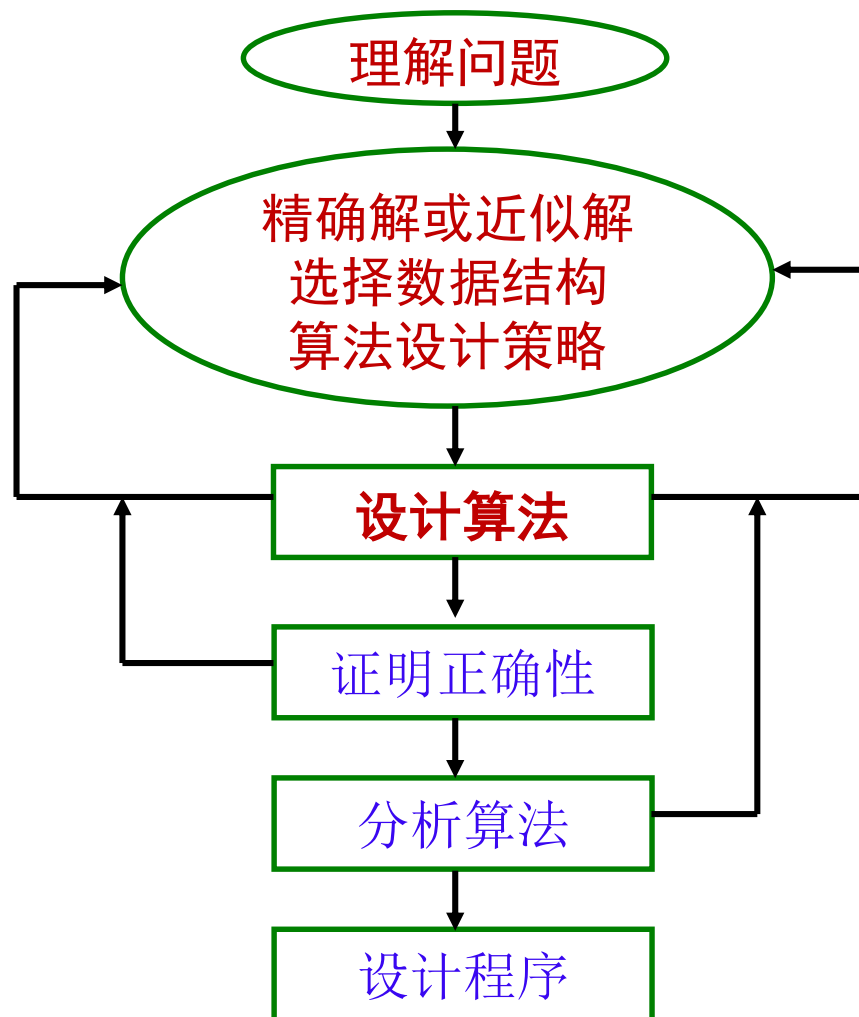 理解问题
精确解或近似解
选择数据结构
算法设计策略
设计算法
证明正确性
分析算法
设计程序